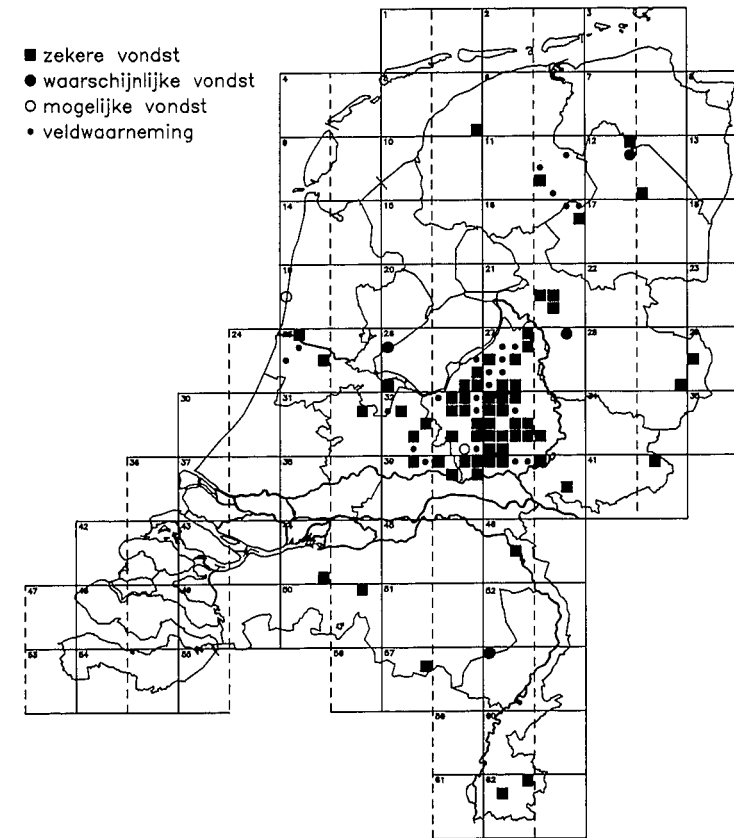 zekere vondst
waarschijnlijke vondst
mogelijke vondst
veldwaarneming
1 2 3
4 5 6 7 8
9 10 11 12 13
14 15 16 17 18
19 20 21 22 23
24 25 26 27 28 29
30 31 32 34 35
36 37 38 39 41
42 43 44 45 46
47 48 49 50 51 52
53 54 55 56 57
59 60
61 62